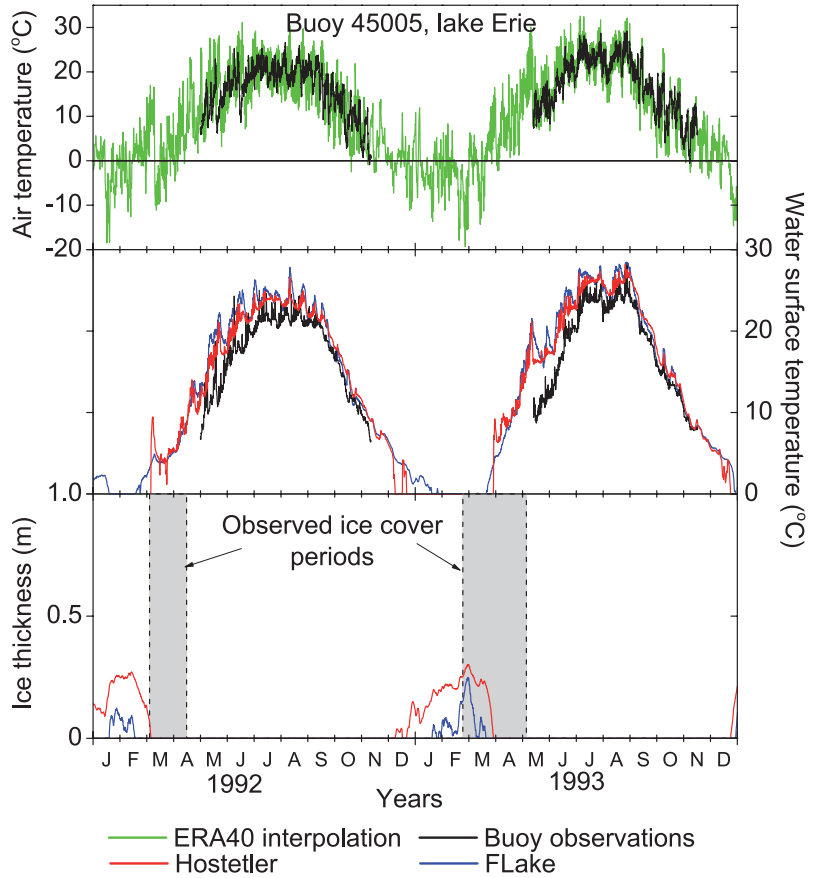 Buoy 45005, lake Erie
Air temperature (°C)
30
20
10
0
-10
-20
Water surface temperature (°C)
30
20
10
0
Ice thickness (m)
1.0
0.5
0
Observed ice cover
periods
J F M A M J J A S O N D J F M A M J J A S O N D
1992 Years 1993
ERA40 interpolation Buoy observations
Hostetler FLake